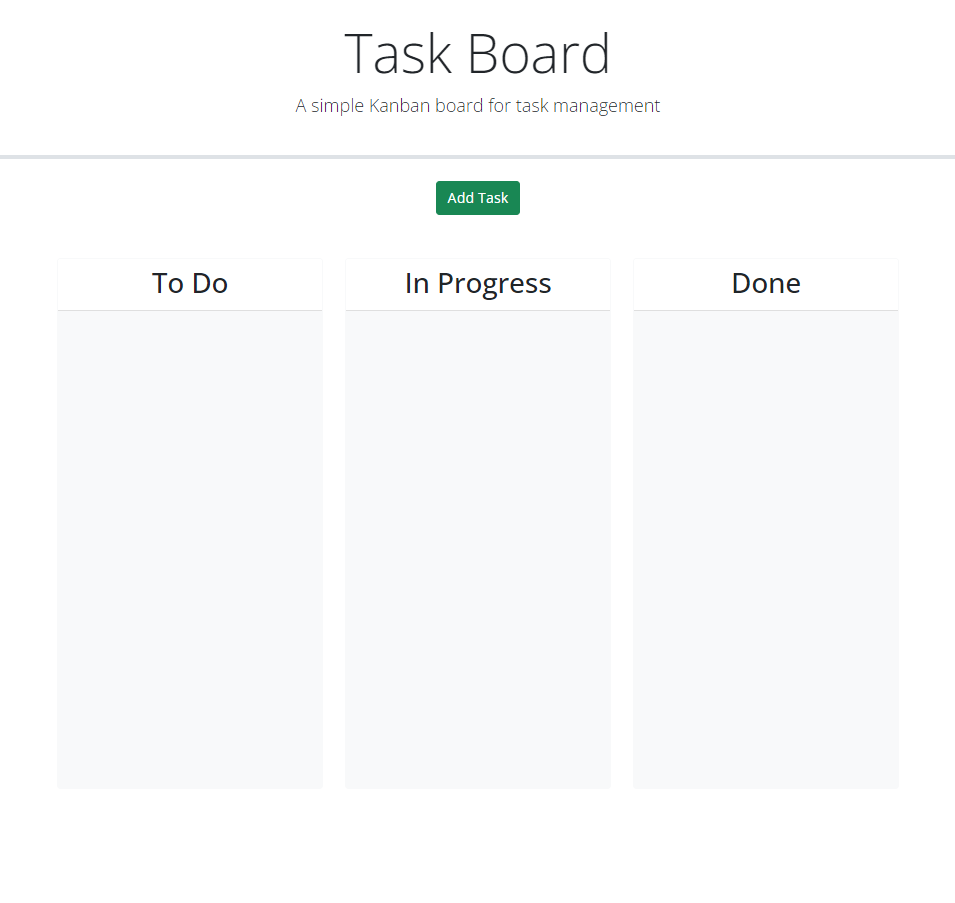 Task Board
A simple Kanban board for task management
Add Task
To Do
In Progress
Done